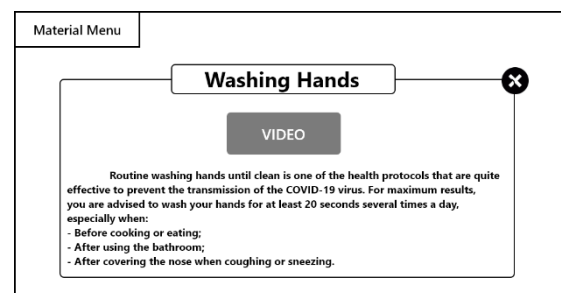 Material Menu
Washing Hands
VIDEO
Routine washing hands until clean is one of the health protocols that are quite
effective to prevent the transmission of the COVID-19 virus. For maximum results,
you are advised to wash your hands for at least 20 seconds several times a day,
especially when:
- Before cooking or eating;
- After using the bathroom;
- After covering the nose when coughing or sneezing.